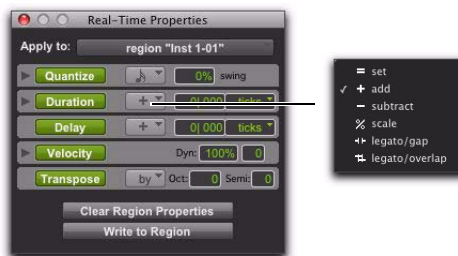 Real-Time Properties
Apply to: region "Inst 1-01"
Quantize 0% swing
Duration + 0| 000 ticks
Delay + 0| 000 ticks
Velocity Dyn: 100% 0
Transpose by Oct: 0 Semi: 0
Clear Region Properties
Write to Region
= set
✓ + add
− subtract
% scale
legato/gap
legato/overlap